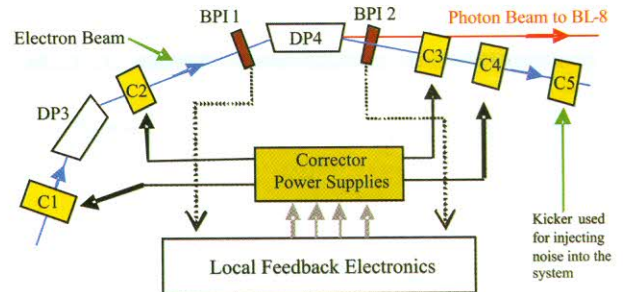 BPI 1
BPI 2
Photon Beam to BL-8
Electron Beam
DP4
C3
C4
C5
C2
DP3
C1
Corrector
Power Supplies
Kicker used
for injecting
noise into the
system
Local Feedback Electronics